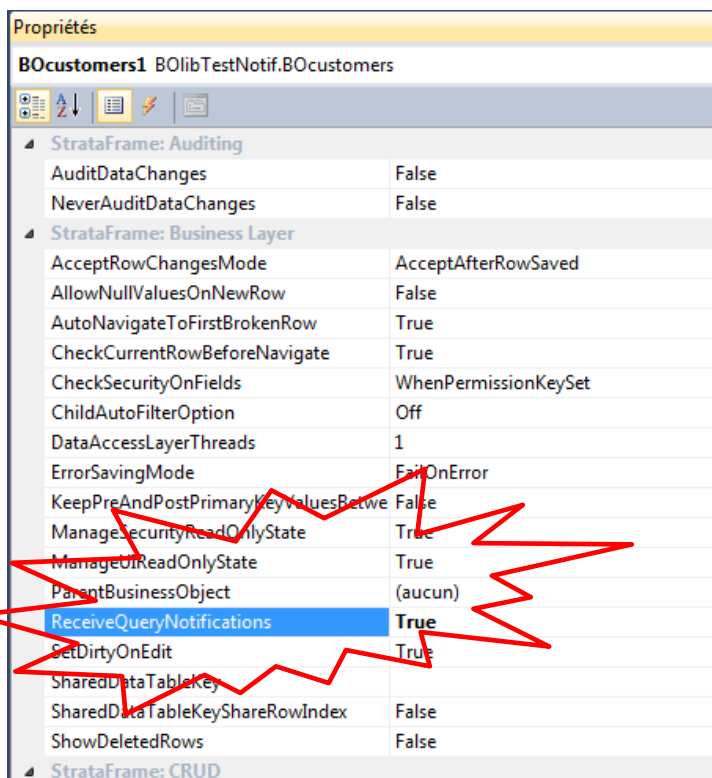 Propriétés
BOcustomers1 BOlibTestNotif.BOcustomers
StrataFrame: Auditing
AuditDataChanges False
NeverAuditDataChanges False
StrataFrame: Business Layer
AcceptRowChangesMode AcceptAfterRowSaved
AllowNullValuesOnNewRow False
AutoNavigateToFirstBrokenRow True
CheckCurrentRowBeforeNavigate True
CheckSecurityOnFields WhenPermissionKeySet
ChildAutoFilterOption Off
DataAccessLayerThreads 1
ErrorSavingMode FailOnError
KeepPreAndPostPrimaryKeyValuesBetwe False
ManageSecurityReadOnlyState True
ManageUIReadOnlyState True
ParentBusinessObject (aucun)
ReceiveQueryNotifications True
SetDirtyOnEdit True
SharedDataTableKey
SharedDataTableKeyShareRowIndex False
ShowDeletedRows False
StrataFrame: CRUD